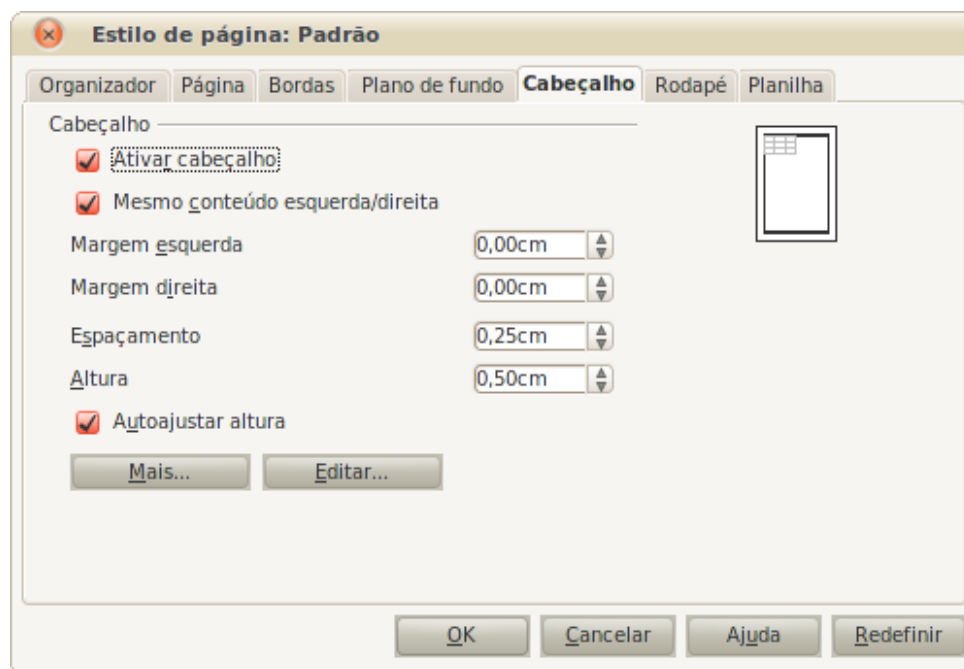 Estilo de página: Padrão
Organizador Página Bordas Plano de fundo Cabeçalho Rodapé Planilha
Cabeçalho
Ativar cabeçalho
Mesmo conteúdo esquerda/direita
Margem esquerda 0,00cm
Margem direita 0,00cm
Espaçamento 0,25cm
Altura 0,50cm
Autoajustar altura
Mais... Editar...
OK Cancelar Ajuda Redefinir